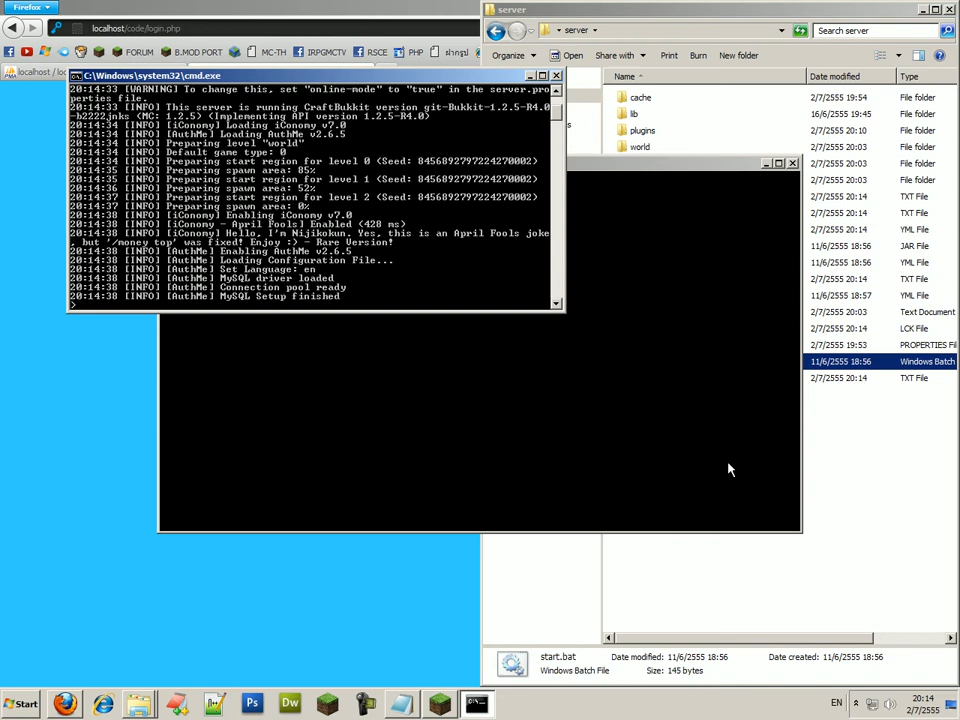 Firefox
localhost/code/login.php
FORUM
B.MOD PORT
MC-TH
IRPGMCTV
RSCE
PHP
ฝากรูป
localhost / loc
C:\Windows\system32\cmd.exe
20:14:33 [WARNING] To change this, set "online-mode" to "true" in the server.pro
perties file.
20:14:33 [INFO] This server is running CraftBukkit version git-Bukkit-1.2.5-R4.0
-b2222jnks (MC: 1.2.5) (Implementing API version 1.2.5-R4.0)
20:14:34 [INFO] [iConomy] Loading iConomy v7.0
20:14:34 [INFO] [AuthMe] Loading AuthMe v2.6.5
20:14:34 [INFO] Preparing level "world"
20:14:34 [INFO] Default game type: 0
20:14:34 [INFO] Preparing start region for level 0 (Seed: 8456892797224270002)
20:14:35 [INFO] Preparing spawn area: 85%
20:14:35 [INFO] Preparing start region for level 1 (Seed: 8456892797224270002)
20:14:36 [INFO] Preparing spawn area: 52%
20:14:37 [INFO] Preparing start region for level 2 (Seed: 8456892797224270002)
20:14:37 [INFO] Preparing spawn area: 0%
20:14:38 [INFO] [iConomy] Enabling iConomy v7.0
20:14:38 [INFO] [iConomy - April Fools] Enabled (428 ms)
20:14:38 [INFO] [iConomy] Hello, I'm Nijikokun. Yes, this is an April Fools joke
, but '/money top' was fixed! Enjoy :) - Rare Version!
20:14:38 [INFO] [AuthMe] Enabling AuthMe v2.6.5
20:14:38 [INFO] [AuthMe] Loading Configuration File...
20:14:38 [INFO] [AuthMe] Set Language: en
20:14:38 [INFO] [AuthMe] MySQL driver loaded
20:14:38 [INFO] [AuthMe] Connection pool ready
20:14:38 [INFO] [AuthMe] MySQL Setup finished
>
server
server
Search server
Organize
Open
Share with
Print
Burn
New folder
Name
Date modified
Type
cache 2/7/2555 19:54 File folder
lib 16/6/2555 19:45 File folder
plugins 2/7/2555 20:10 File folder
world 2/7/2555 20:03 File folder
2/7/2555 20:03 File folder
2/7/2555 20:03 File folder
2/7/2555 20:14 TXT File
2/7/2555 20:14 TXT File
2/7/2555 20:14 YML File
11/6/2555 18:56 JAR File
11/6/2555 18:56 YML File
2/7/2555 20:14 TXT File
11/6/2555 18:57 YML File
2/7/2555 20:03 Text Document
2/7/2555 20:14 LCK File
2/7/2555 19:53 PROPERTIES Fil
11/6/2555 18:56 Windows Batch
2/7/2555 20:14 TXT File
start.bat Date modified: 11/6/2555 18:56 Date created: 11/6/2555 18:56
Windows Batch File Size: 145 bytes
Start
Ps
Dw
EN
20:14
2/7/2555